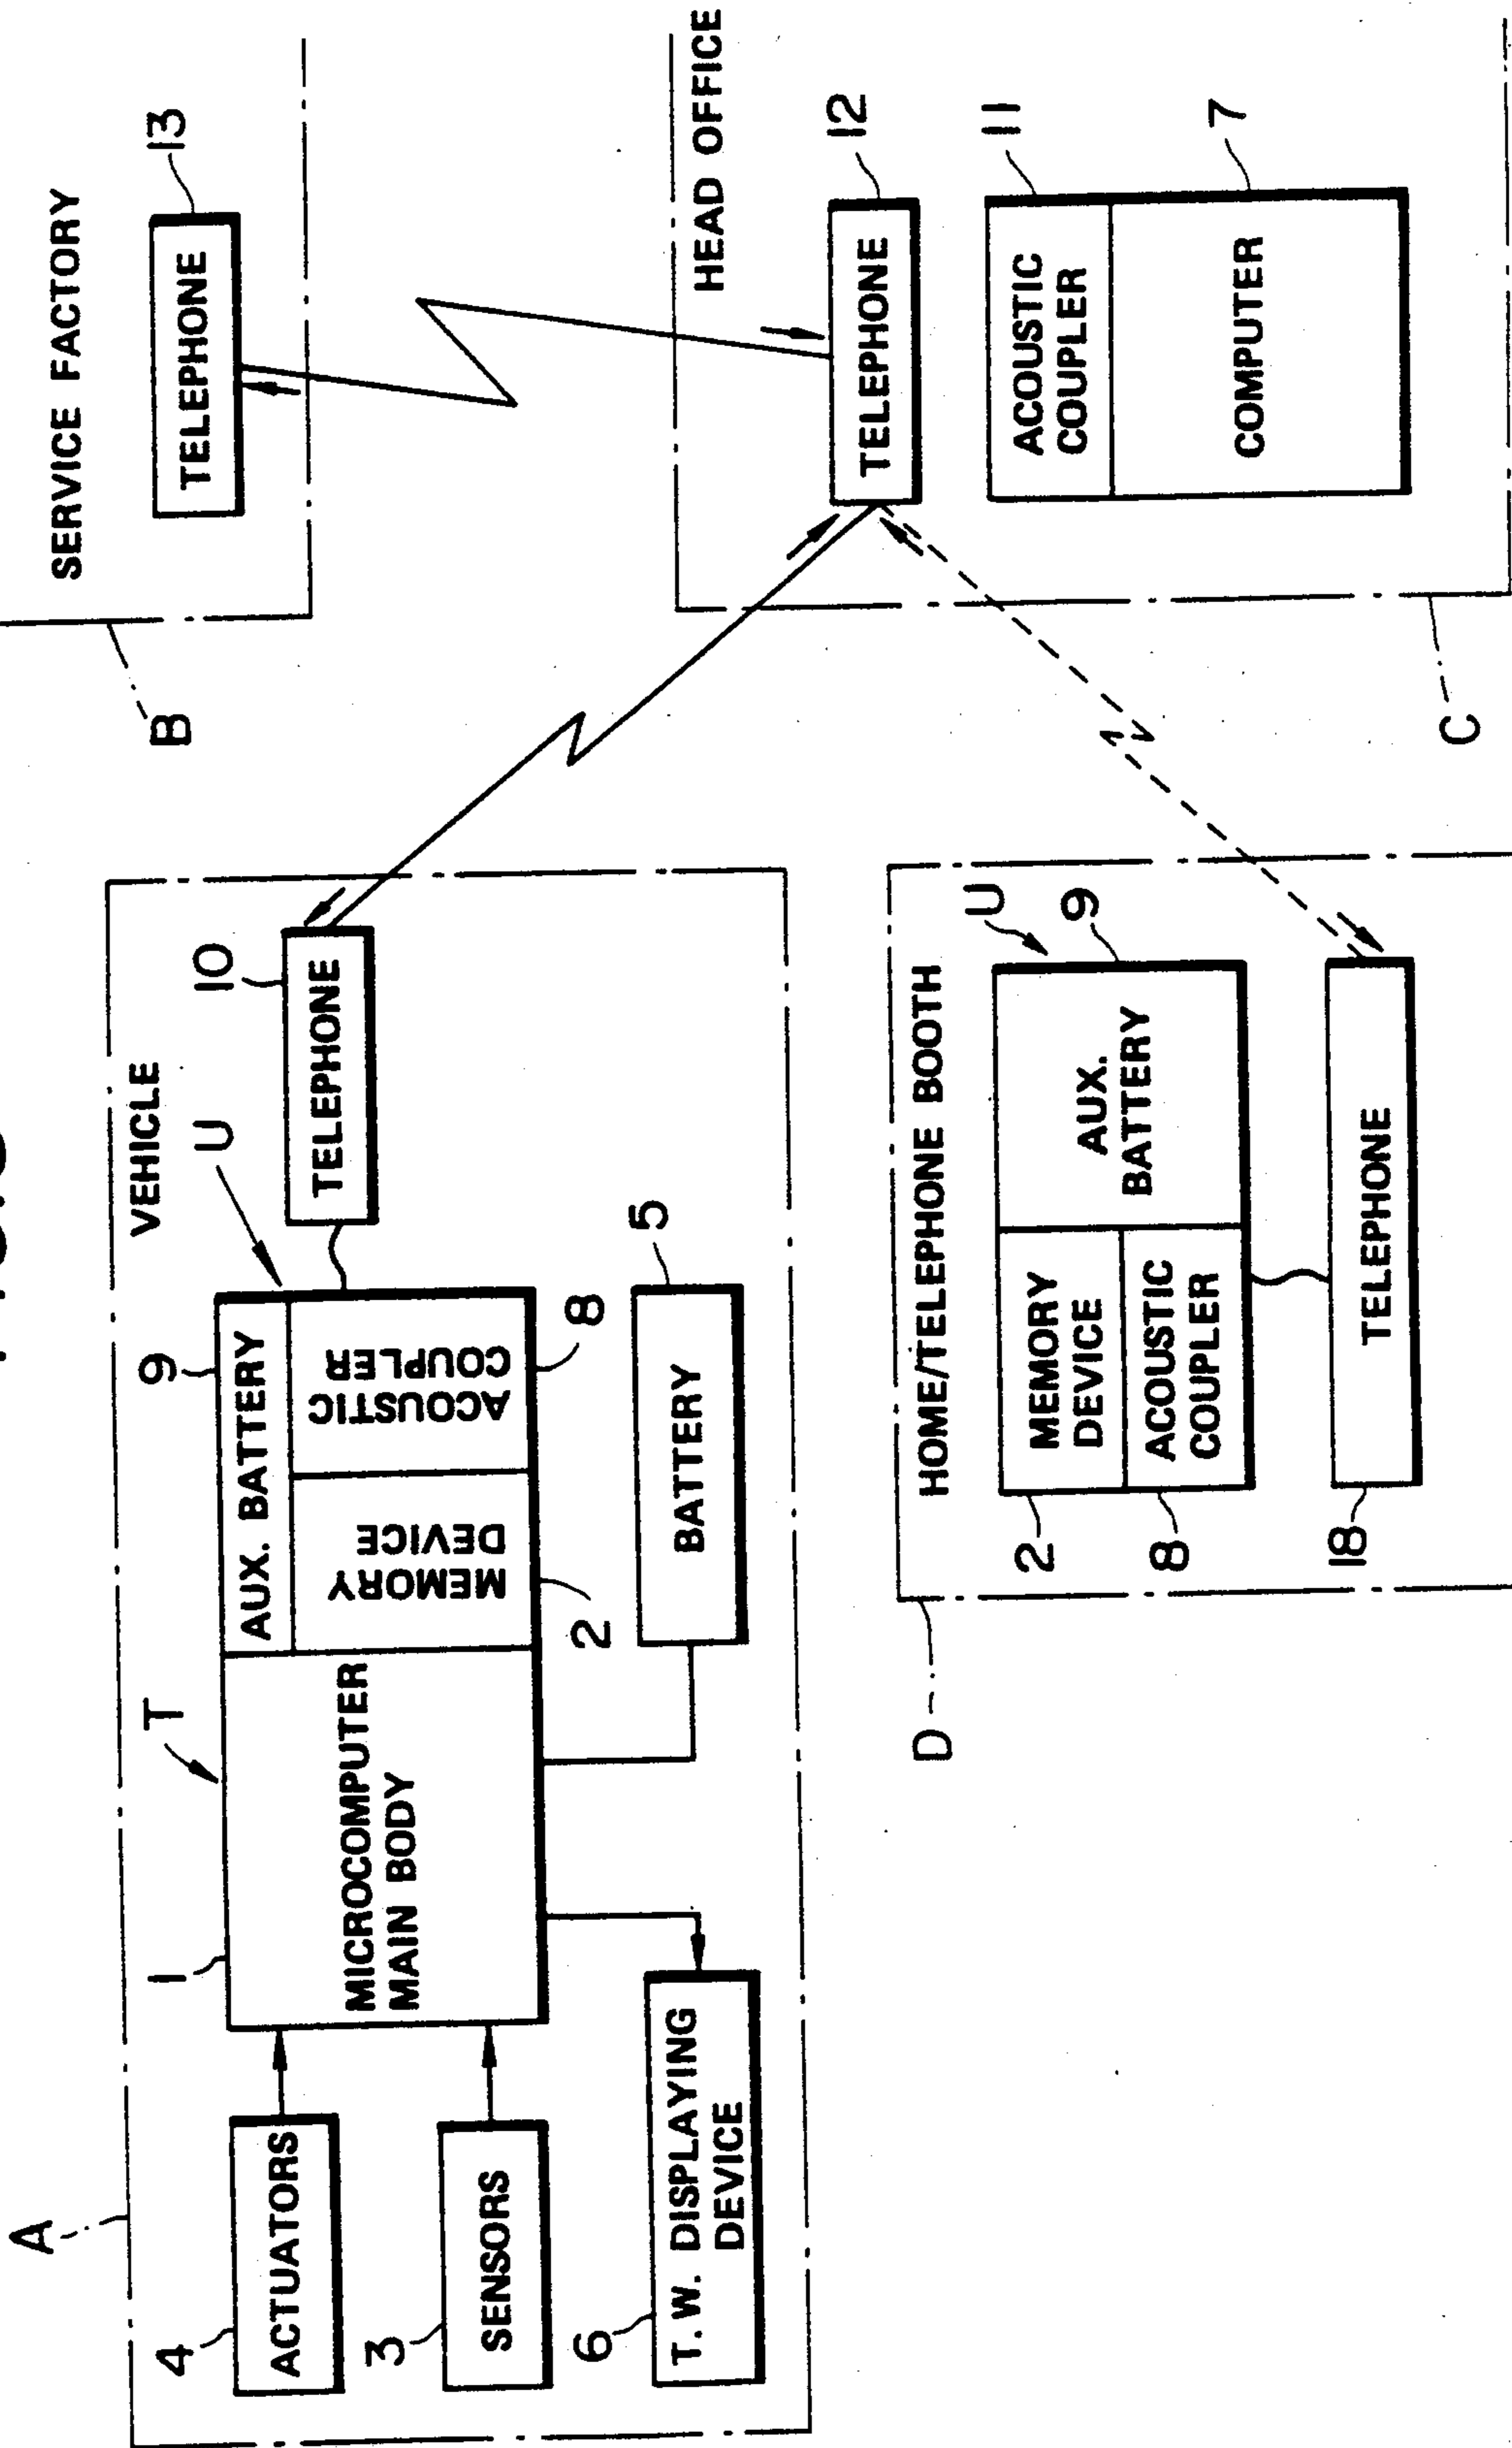 A
VEHICLE
4
ACTUATORS
3
SENSORS
6
T. W. DISPLAYING
DEVICE
1
T
MICROCOMPUTER
MAIN BODY
9
AUX. BATTERY
U
MEMORY
DEVICE
2
ACOUSTIC
COUPLER
8
5
BATTERY
10
TELEPHONE
B
SERVICE FACTORY
13
TELEPHONE
HEAD OFFICE
12
TELEPHONE
11
ACOUSTIC
COUPLER
7
COMPUTER
C
D
HOME/TELEPHONE BOOTH
U
9
2
MEMORY
DEVICE
AUX.
BATTERY
8
ACOUSTIC
COUPLER
18
TELEPHONE